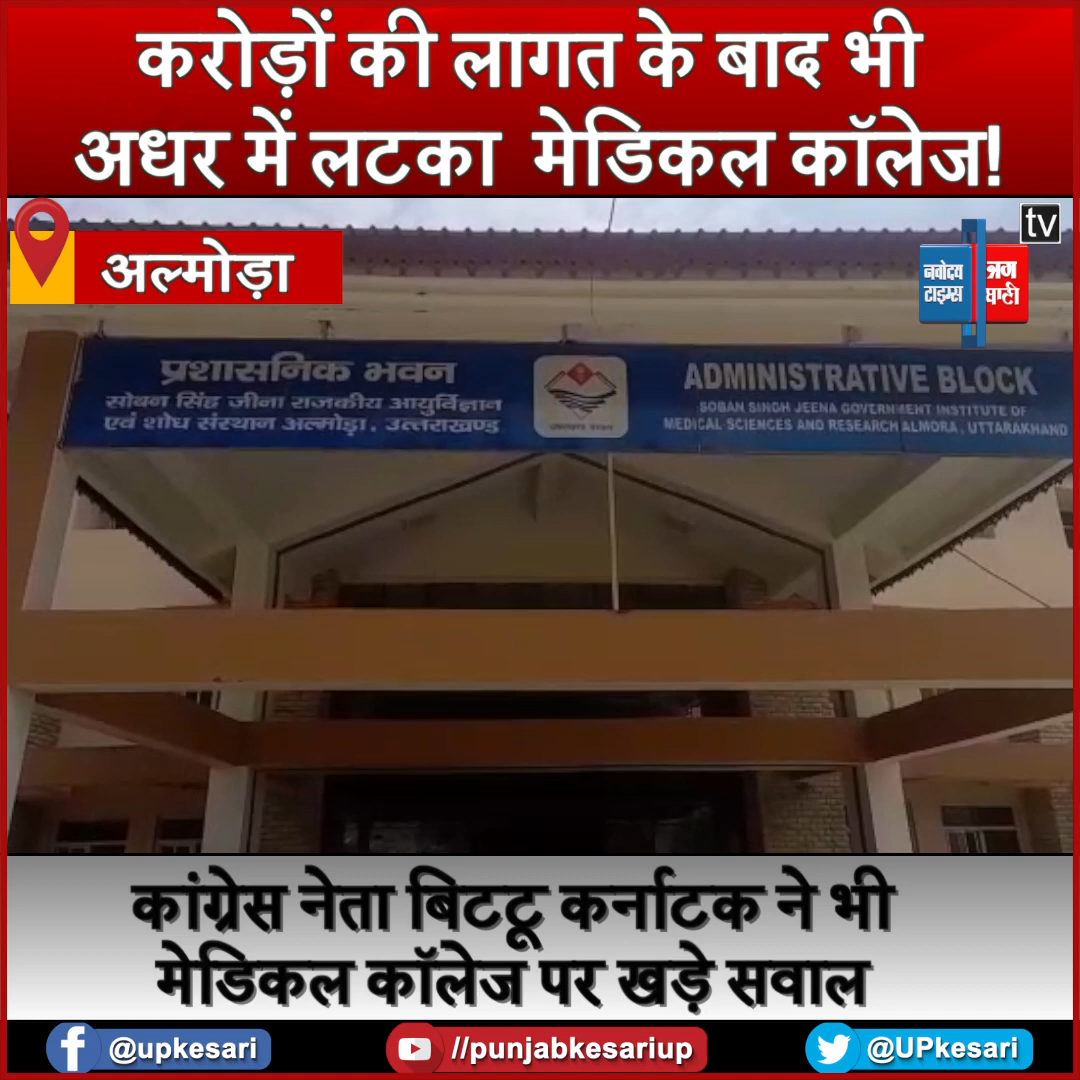 करोड़ों की लागत के बाद भी
अधर में लटका मेडिकल कॉलेज!
अल्मोड़ा
tv
नवोदय
टाइम्स
जग
बाणी
प्रशासनिक भवन
सोबन सिंह जीना राजकीय आयुर्विज्ञान
एवं शोध संस्थान अल्मोड़ा, उत्तराखण्ड
ADMINISTRATIVE BLOCK
SOBAN SINGH JEENA GOVERNMENT INSTITUTE OF
MEDICAL SCIENCES AND RESEARCH ALMORA, UTTARAKHAND
कांग्रेस नेता बिटटू कर्नाटक ने भी
मेडिकल कॉलेज पर खड़े सवाल
@upkesari
//punjabkesariup
@UPkesari